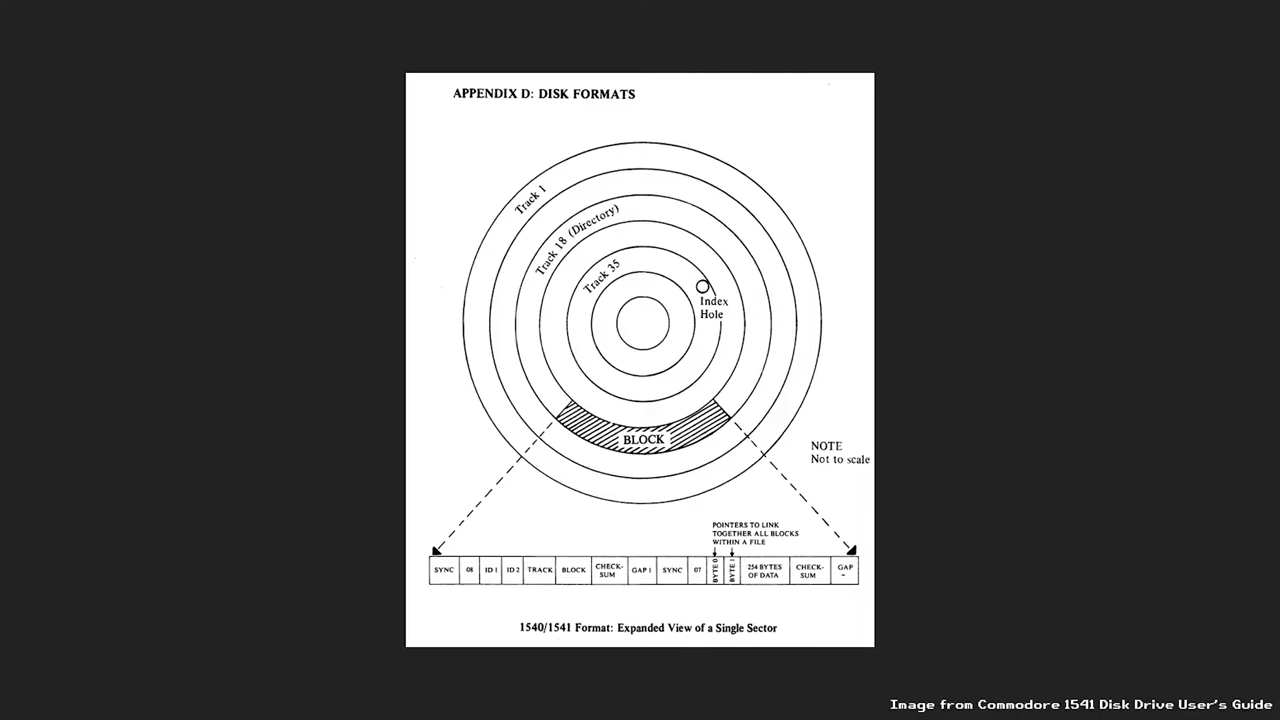 APPENDIX D: DISK FORMATS
Track 1
Track 18 (Directory)
Track 35
Index
Hole
BLOCK
NOTE
Not to scale
POINTERS TO LINK
TOGETHER ALL BLOCKS
WITHIN A FILE
SYNC 08 ID 1 ID 2 TRACK BLOCK CHECK-SUM GAP 1 SYNC 07 BYTE 0 BYTE 1 254 BYTES OF DATA CHECK-SUM GAP -
1540/1541 Format: Expanded View of a Single Sector
Image from Commodore 1541 Disk Drive User's Guide